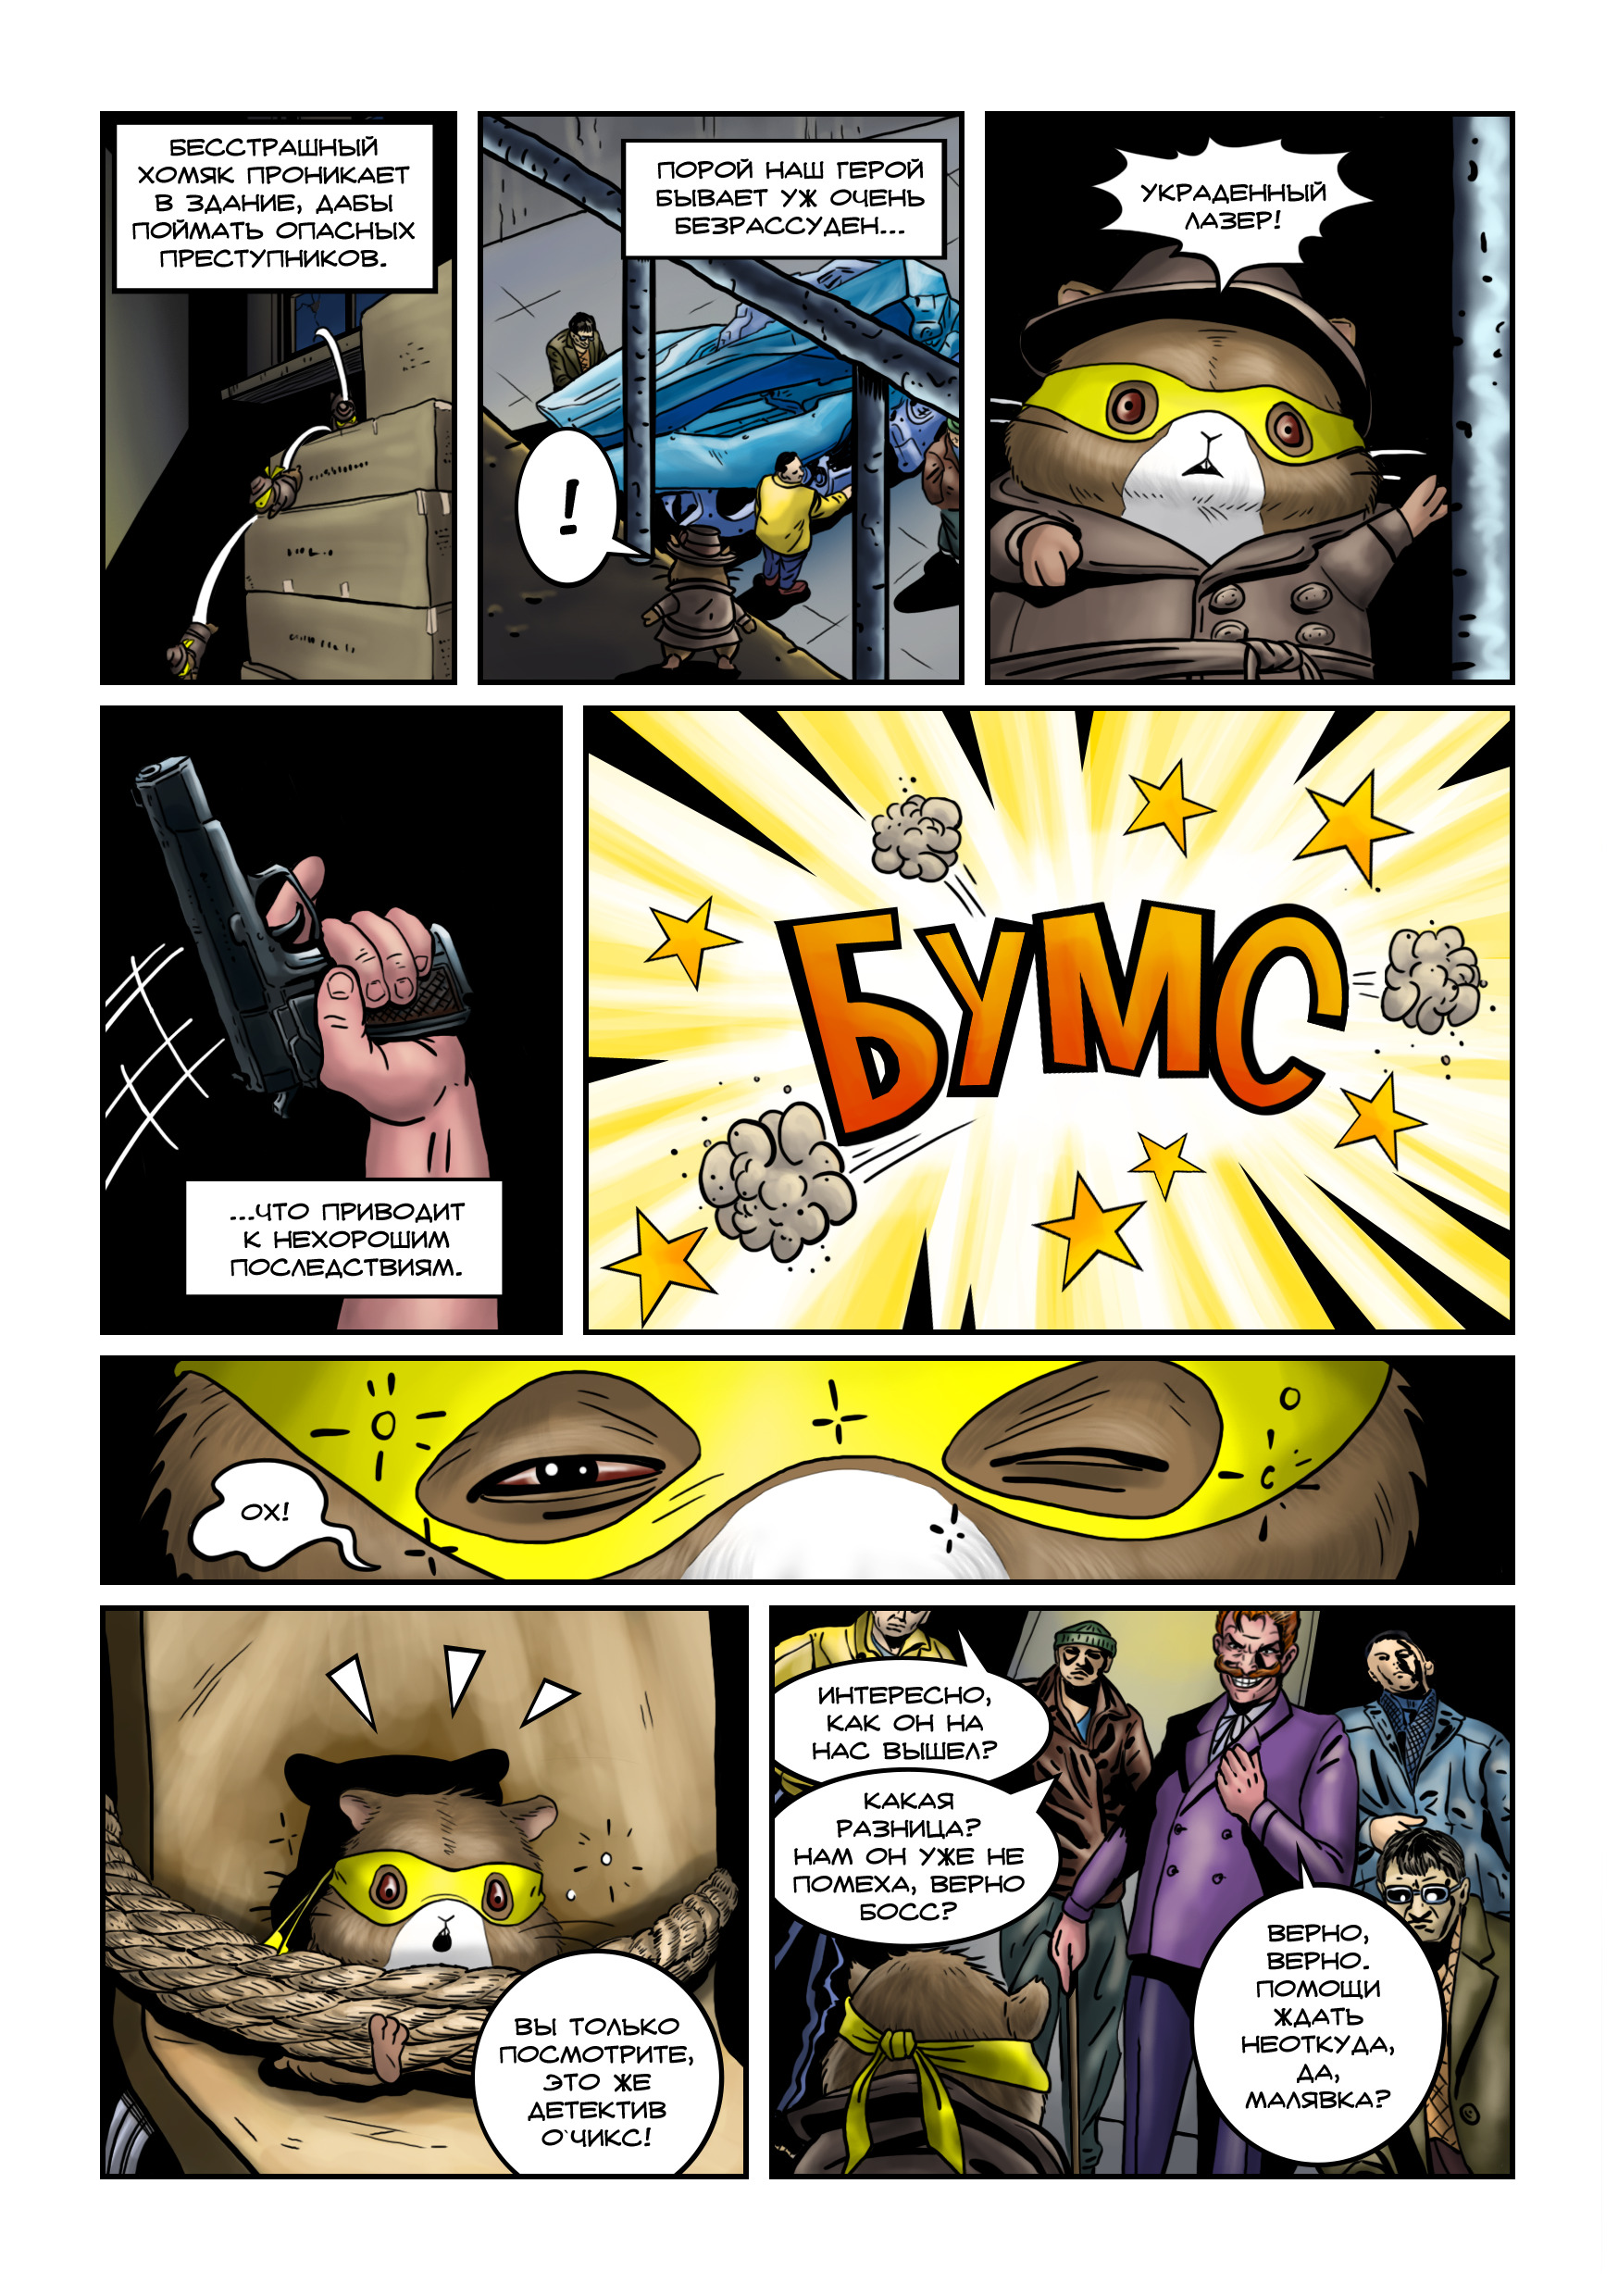 БЕССТРАШНЫЙ
ХОМЯК ПРОНИКАЕТ
В ЗДАНИЕ, ДАБЫ
ПОЙМАТЬ ОПАСНЫХ
ПРЕСТУПНИКОВ.
ПОРОЙ НАШ ГЕРОЙ
БЫВАЕТ УЖ ОЧЕНЬ
БЕЗРАССУДЕН...
!
УКРАДЕННЫЙ
ЛАЗЕР!
...ЧТО ПРИВОДИТ
К НЕХОРОШИМ
ПОСЛЕДСТВИЯМ.
БУМС
ОХ!
ВЫ ТОЛЬКО
ПОСМОТРИТЕ,
ЭТО ЖЕ
ДЕТЕКТИВ
О`ЧИКС!
ИНТЕРЕСНО,
КАК ОН НА
НАС ВЫШЕЛ?
КАКАЯ
РАЗНИЦА?
НАМ ОН УЖЕ НЕ
ПОМЕХА, ВЕРНО
БОСС?
ВЕРНО,
ВЕРНО.
ПОМОЩИ
ЖДАТЬ
НЕОТКУДА,
ДА,
МАЛЯВКА?